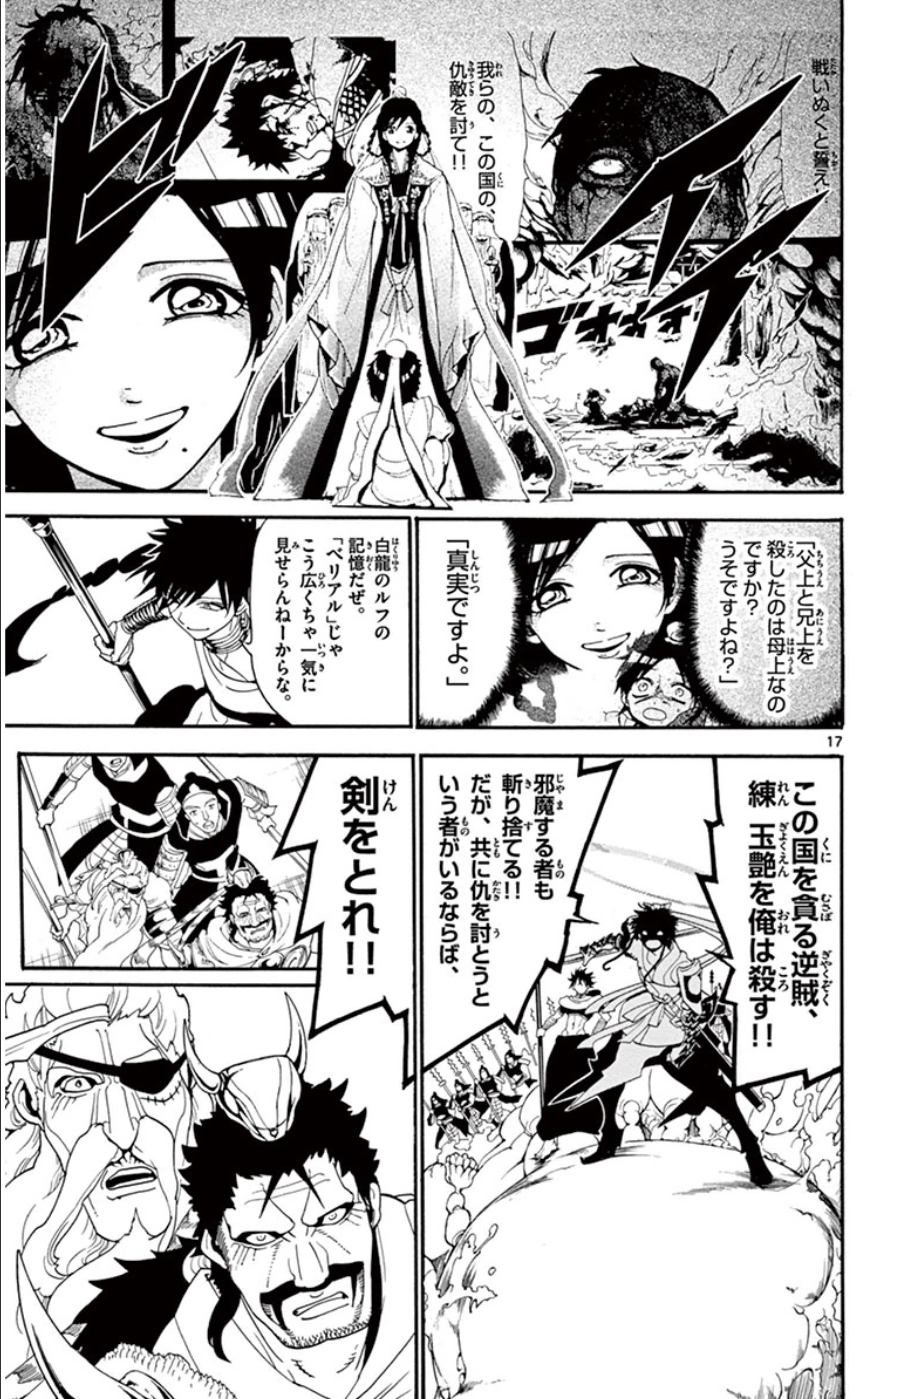 戦いぬくと誓え
我らの、この国の、
仇敵を討て!!
ゴオオオオ
「父上と兄上を
殺したのは母上なの
ですか?
うそですよね?」
「真実ですよ。」
白龍のルフの
記憶だぜ。
「ベリアル」じゃ
こう広くちゃ一気に
見せらんねーからな。
17
この国を貪る逆賊、
練 玉艶を俺は殺す!!
邪魔する者も
斬り捨てる!!
だが、共に仇を討とうと
いう者がいるならば、
剣をとれ!!